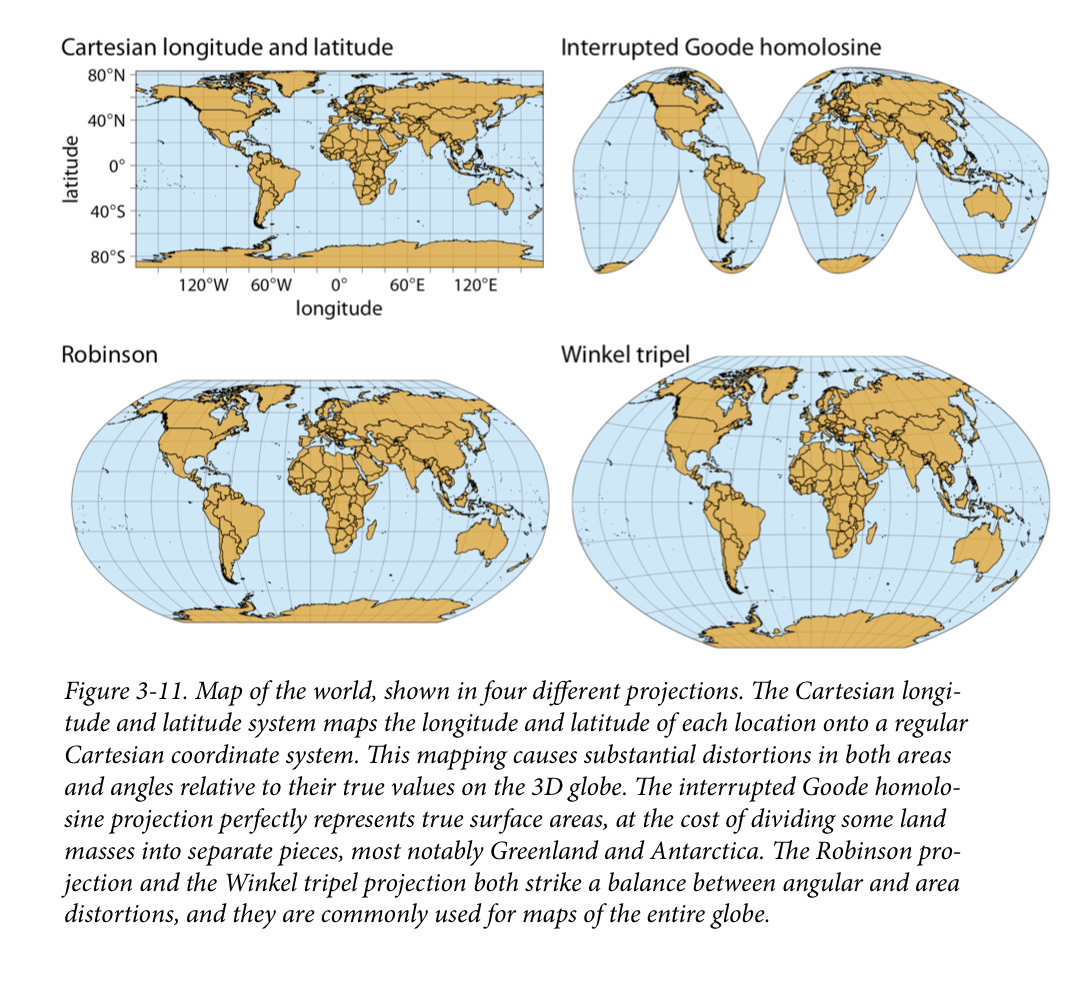 Cartesian longitude and latitude
80°N
40°N
0°
40°S
80°S
latitude
120°W 60°W 0° 60°E 120°E
longitude
Interrupted Goode homolosine
Robinson
Winkel tripel
Figure 3-11. Map of the world, shown in four different projections. The Cartesian longi-
tude and latitude system maps the longitude and latitude of each location onto a regular
Cartesian coordinate system. This mapping causes substantial distortions in both areas
and angles relative to their true values on the 3D globe. The interrupted Goode homolo-
sine projection perfectly represents true surface areas, at the cost of dividing some land
masses into separate pieces, most notably Greenland and Antarctica. The Robinson pro-
jection and the Winkel tripel projection both strike a balance between angular and area
distortions, and they are commonly used for maps of the entire globe.